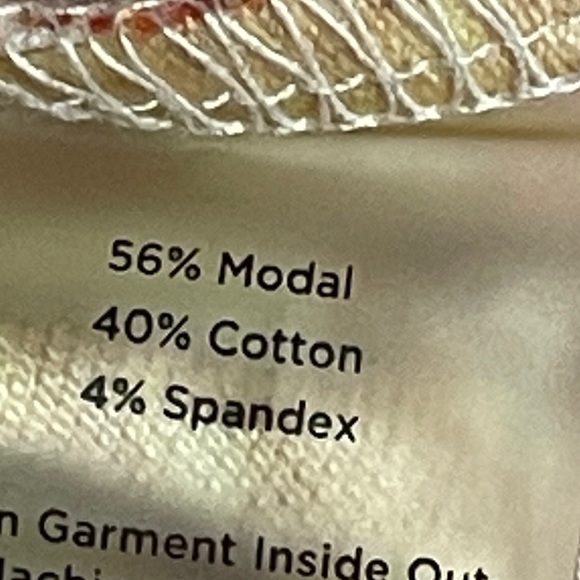 56% Modal
40% Cotton
4% Spandex
Garment Inside Out